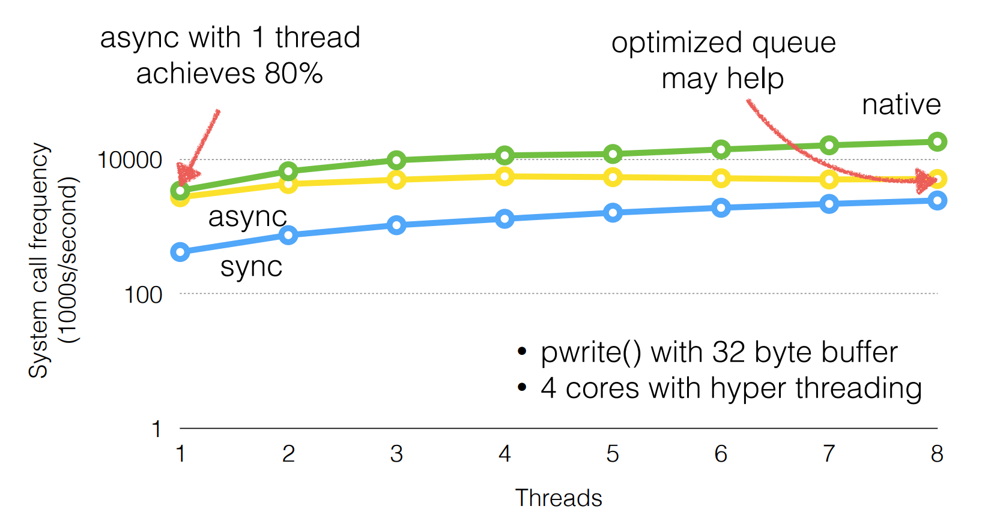 async with 1 thread
achieves 80%
optimized queue
may help
native
System call frequency
(1000s/second)
10000
async
sync
100
• pwrite() with 32 byte buffer
• 4 cores with hyper threading
1
1 2 3 4 5 6 7 8
Threads